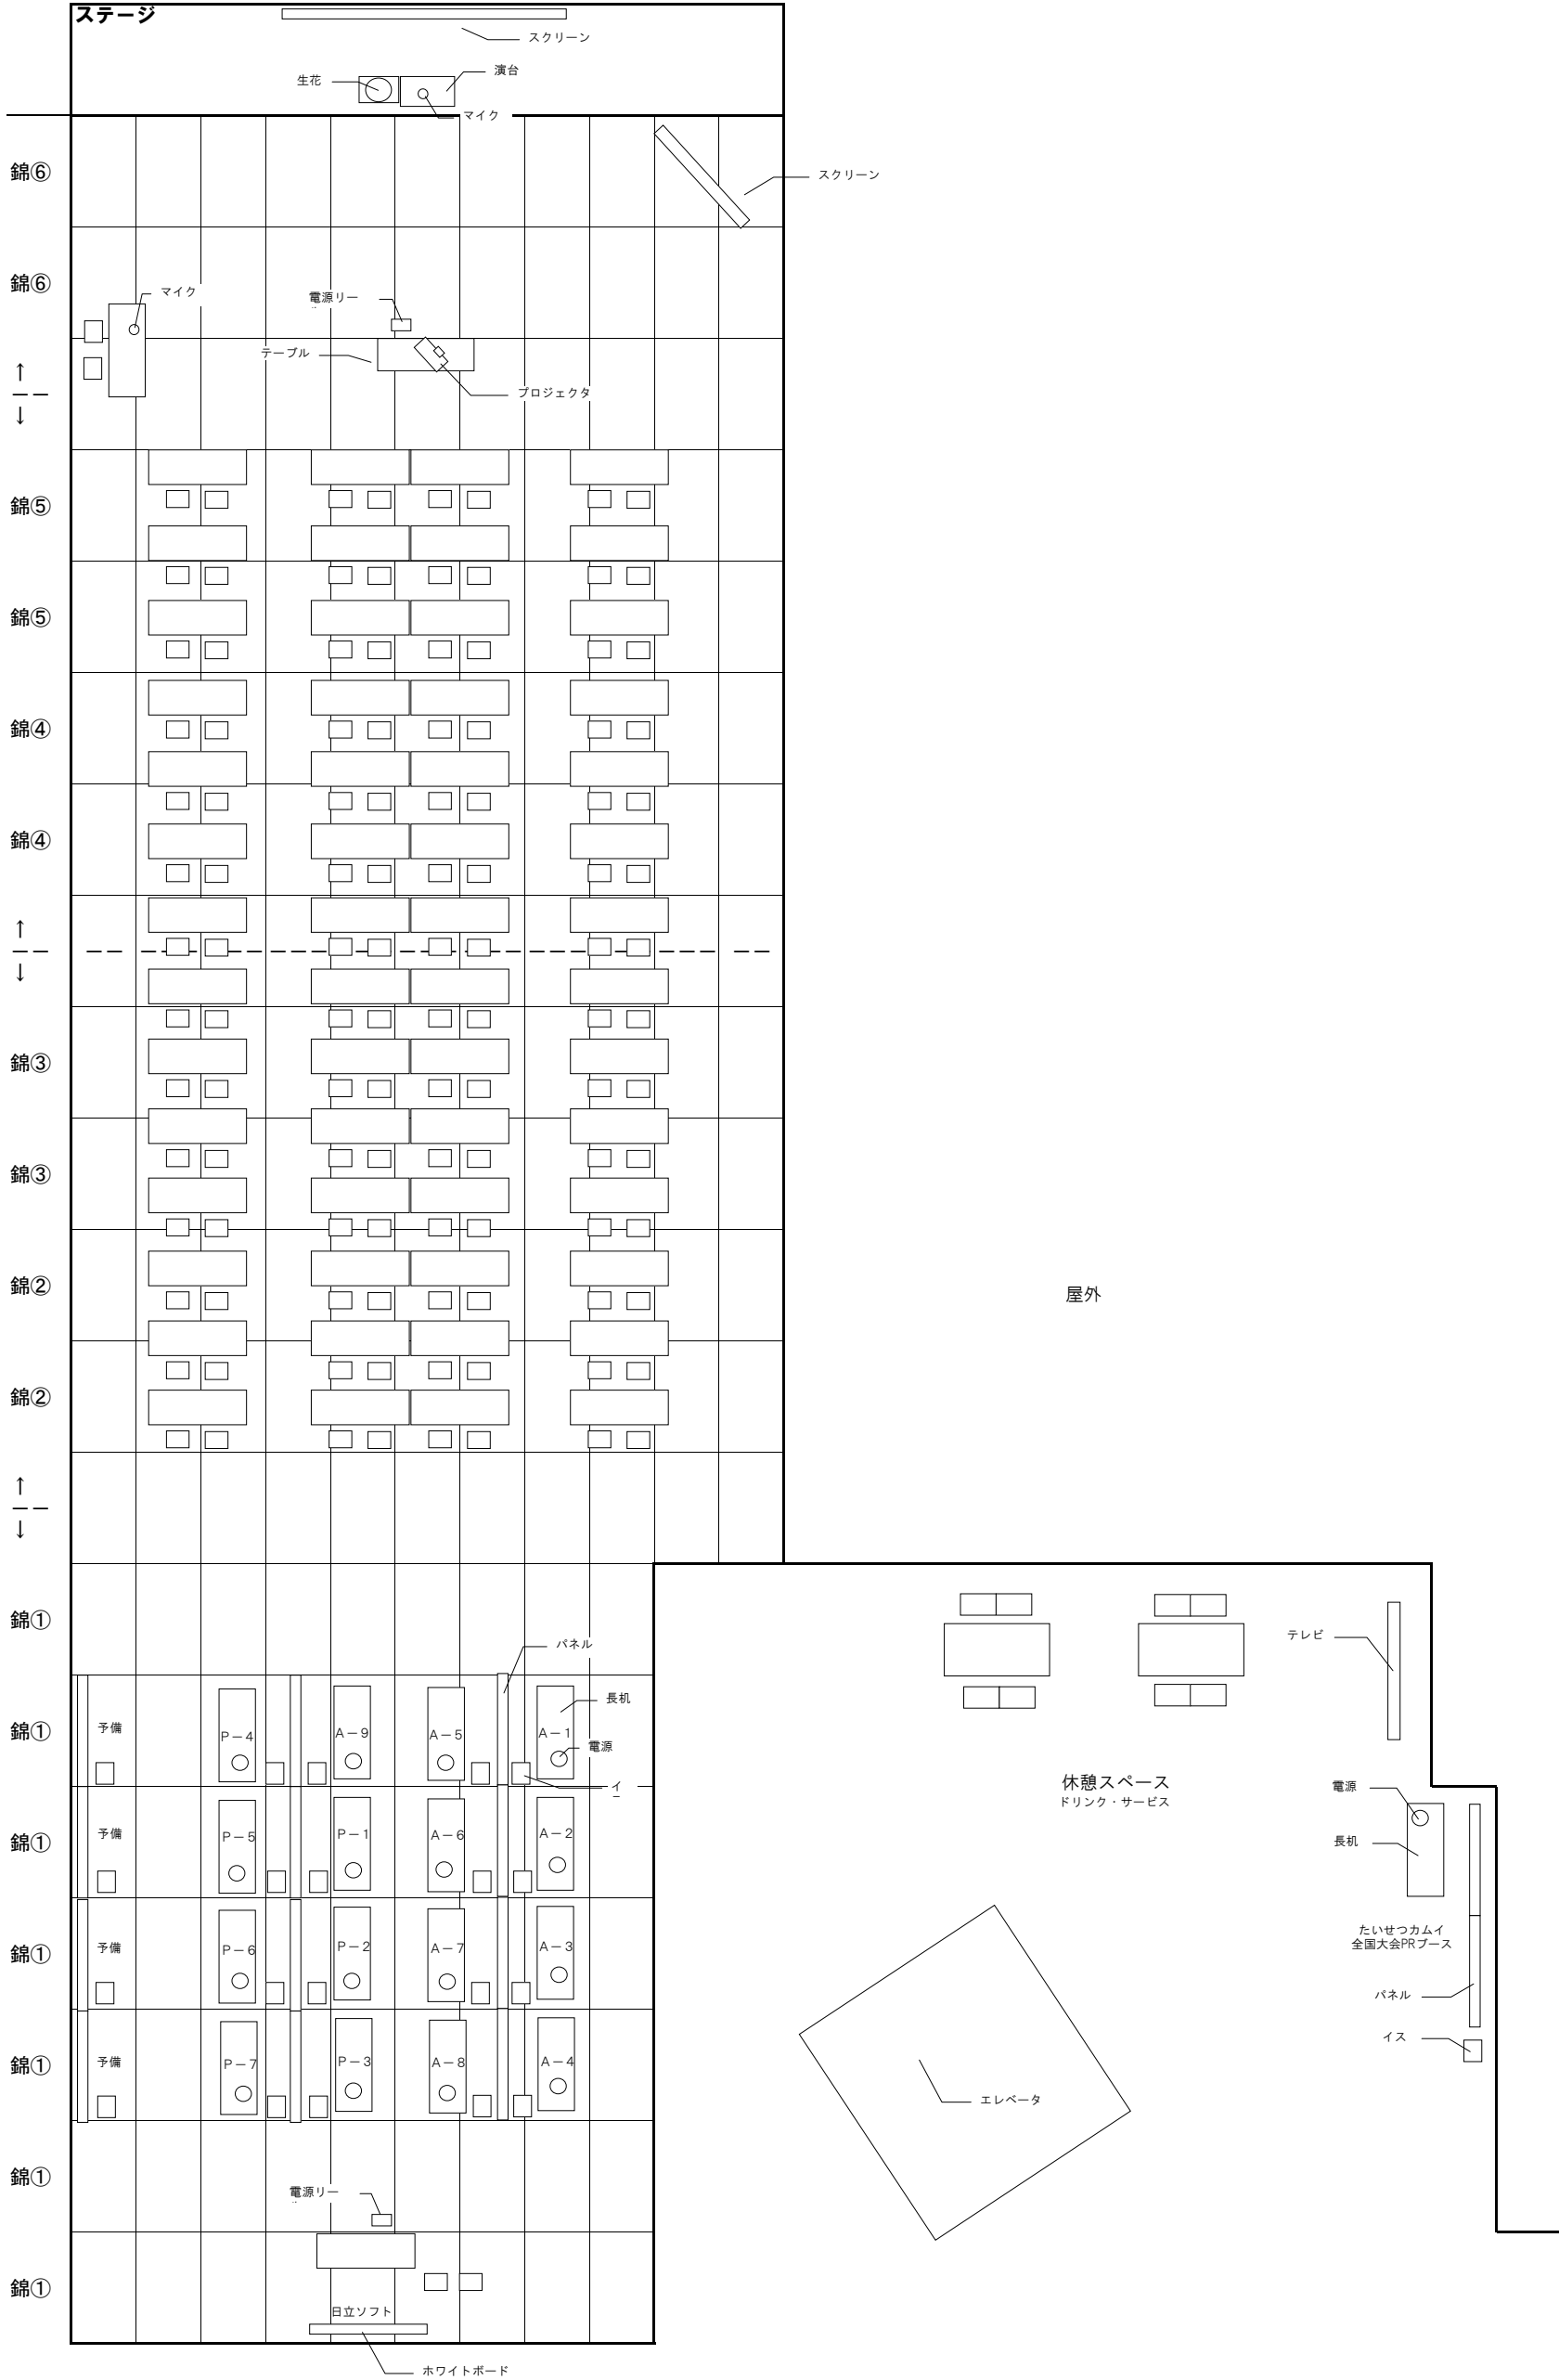 ステージ
スクリーン
生花
演台
マイク
錦⑥
スクリーン
錦⑥
マイク
電源リー
テーブル
プロジェクタ
↑
↓
錦⑤
錦⑤
錦④
錦④
↑
↓
錦③
錦③
錦②
屋外
錦②
↑
↓
錦①
パネル
テレビ
長机
錦①
予備
P－4
A－9
A－5
A－1
電源
イ
休憩スペース
ドリンク・サービス
電源
錦①
予備
P－5
P－1
A－6
A－2
長机
たいせつカムイ
全国大会PRブース
錦①
予備
P－6
P－2
A－7
A－3
パネル
イス
錦①
予備
P－7
P－3
A－8
A－4
エレベータ
錦①
電源リー
錦①
日立ソフト
ホワイトボード